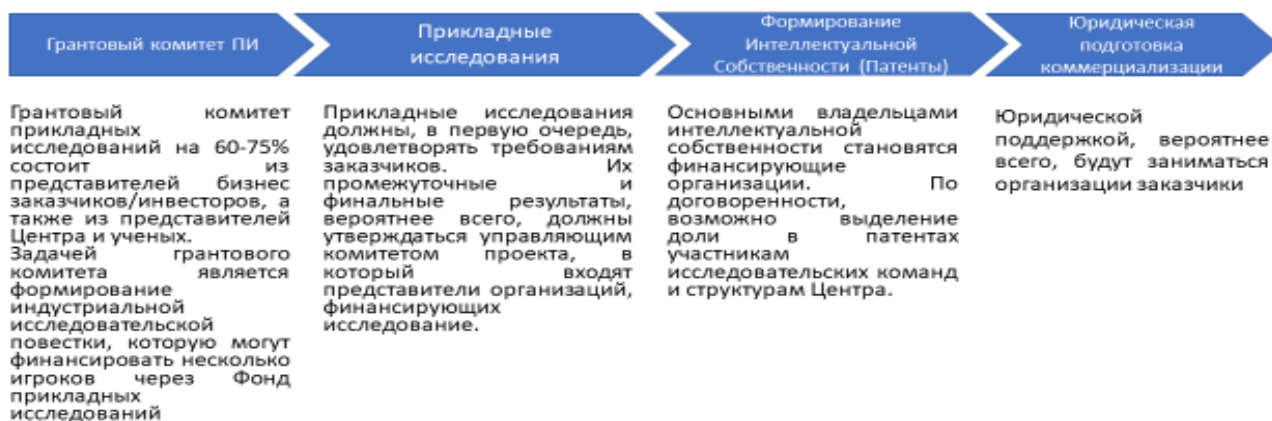 Грантовый комитет ПИ
Прикладные
исследования
Формирование
Интеллектуальной
Собственности (Патенты)
Юридическая
подготовка
коммерциализации
Грантовый комитет
прикладных
исследований на 60-75%
состоит из
представителей бизнес
заказчиков/инвесторов, а
также из представителей
Центра и ученых.
Задачей грантового
комитета является
формирование
индустриальной
исследовательской
повестки, которую могут
финансировать несколько
игроков через Фонд
прикладных
исследований
Прикладные исследования
должны, в первую очередь,
удовлетворять требованиям
заказчиков. Их
промежуточные и
финальные результаты,
вероятнее всего, должны
утверждаться управляющим
комитетом проекта, в
который входят
представители организаций,
финансирующих
исследование.
Основными владельцами
интеллектуальной
собственности становятся
финансирующие
организации. По
договоренности,
возможно выделение
доли в патентах
участникам
исследовательских команд
и структурам Центра.
Юридической
поддержкой, вероятнее
всего, будут заниматься
организации заказчики